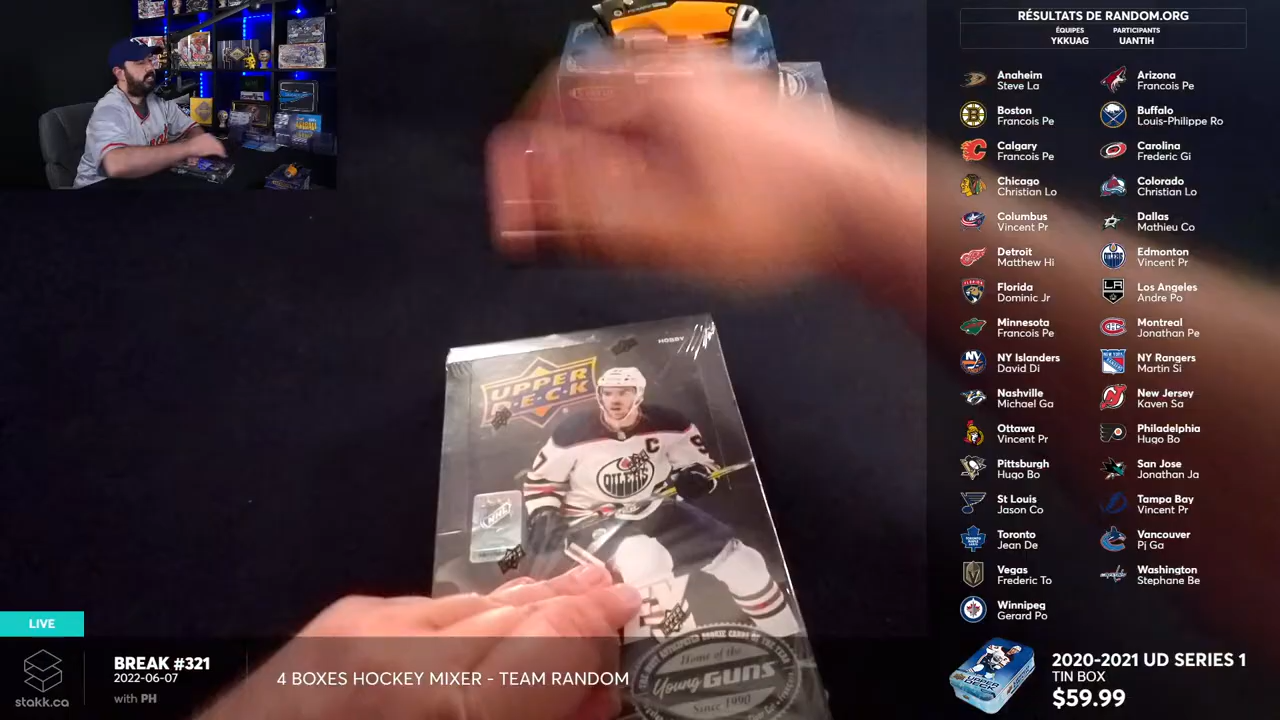 RÉSULTATS DE RANDOM.ORG
ÉQUIPES
YKKUAG
PARTICIPANTS
UANTIH
Anaheim
Steve La
Arizona
Francois Pe
Boston
Francois Pe
Buffalo
Louis-Philippe Ro
Calgary
Francois Pe
Carolina
Frederic Gi
Chicago
Christian Lo
Colorado
Christian Lo
Columbus
Vincent Pr
Dallas
Mathieu Co
Detroit
Matthew Hi
Edmonton
Vincent Pr
Florida
Dominic Jr
Los Angeles
Andre Po
Minnesota
Francois Pe
Montreal
Jonathan Pe
NY Islanders
David Di
NY Rangers
Martin Si
Nashville
Michael Ga
New Jersey
Kaven Sa
Ottawa
Vincent Pr
Philadelphia
Hugo Bo
Pittsburgh
Hugo Bo
San Jose
Jonathan Ja
St Louis
Jason Co
Tampa Bay
Vincent Pr
Toronto
Jean De
Vancouver
Pj Ga
Vegas
Frederic To
Washington
Stephane Be
Winnipeg
Gerard Po
HOBBY
UPPER
D·E·C·K
C
OILERS
NHL
Home of the
Young GUNS
Since 1990
LIVE
stakk.ca
BREAK #321
2022-06-07
with PH
4 BOXES HOCKEY MIXER - TEAM RANDOM
2020-2021 UD SERIES 1
TIN BOX
$59.99